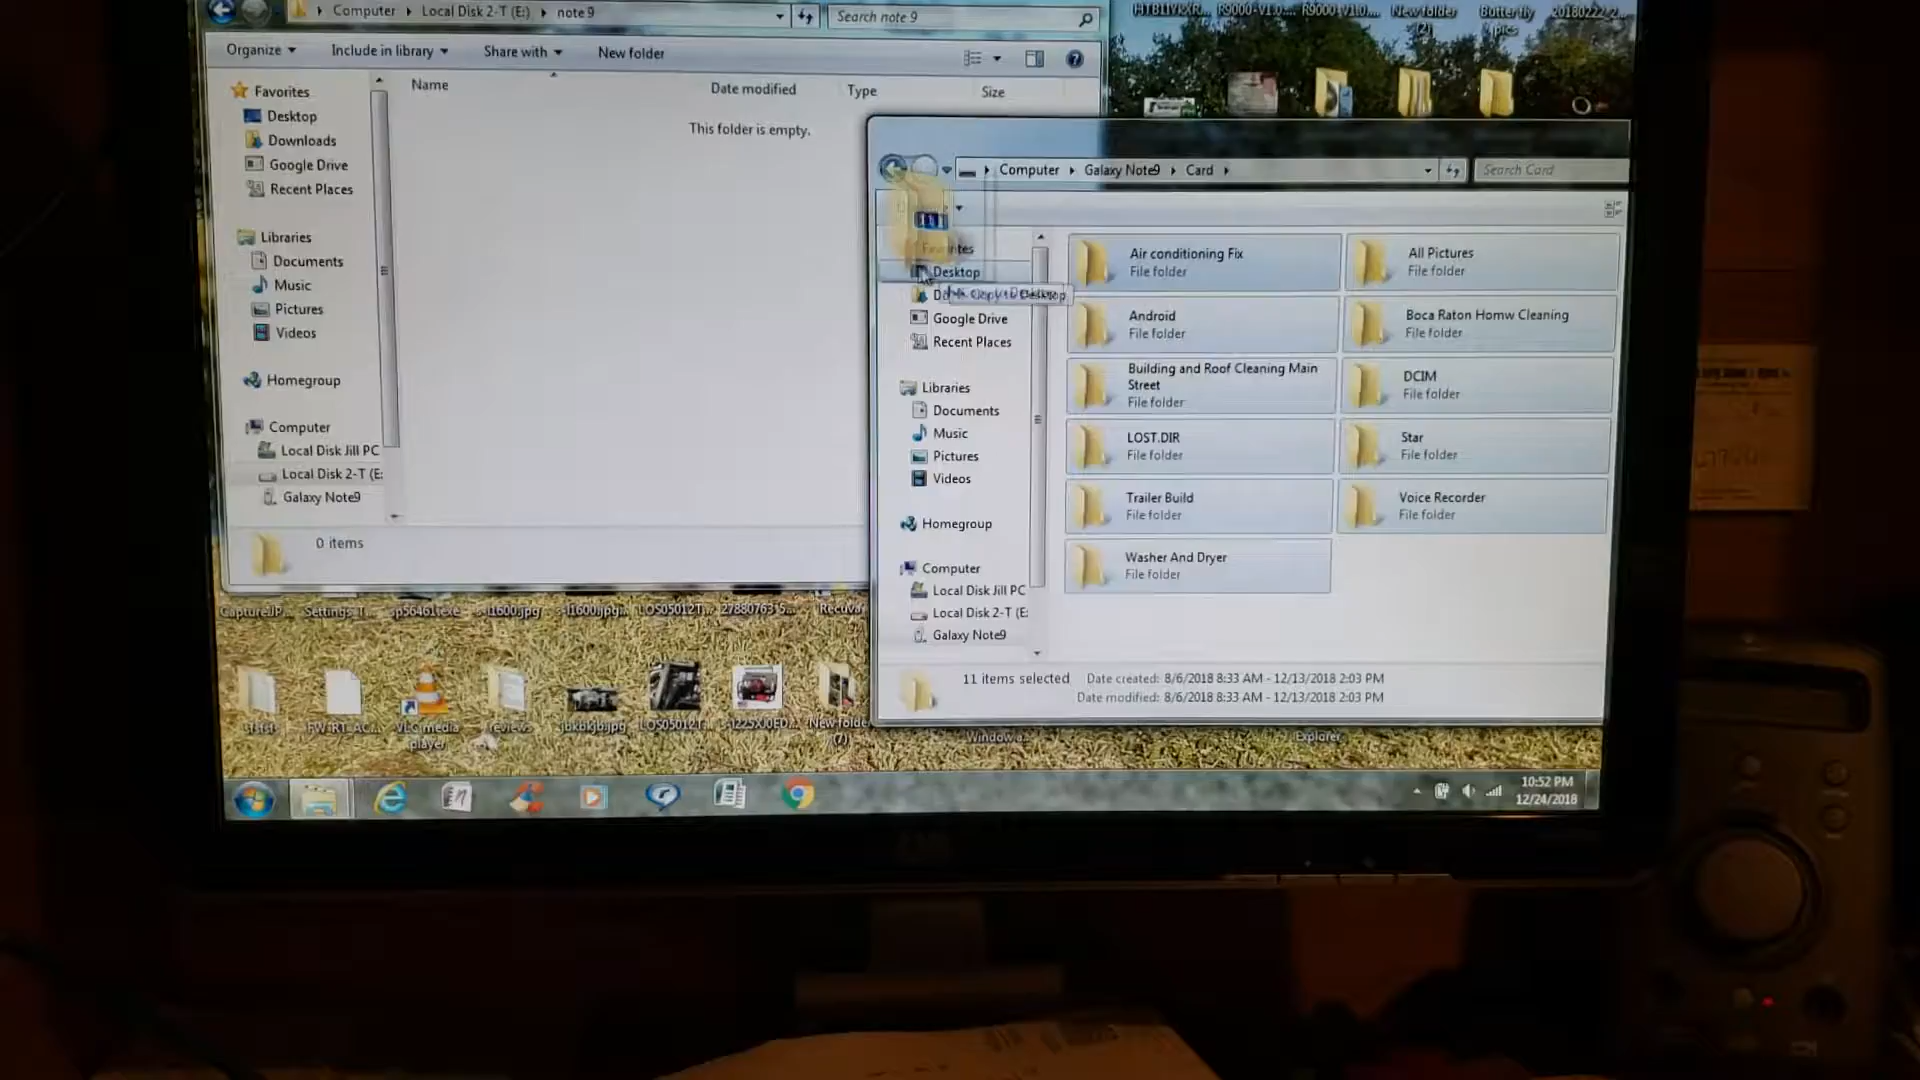 Computer Local Disk 2-T (E:) note 9
Search note 9
Organize Include in library Share with New folder
Name Date modified Type Size
This folder is empty.
Favorites
Desktop
Downloads
Google Drive
Recent Places
Libraries
Documents
Music
Pictures
Videos
Homegroup
Computer
Local Disk Jill PC
Local Disk 2-T (E:
Galaxy Note9
0 items
New folder
(2)
Butterfly
pics
Computer Galaxy Note9 Card
Search Card
Favorites
Desktop
Copy to Desktop
Google Drive
Recent Places
Libraries
Documents
Music
Pictures
Videos
Homegroup
Computer
Local Disk Jill PC
Local Disk 2-T (E:
Galaxy Note9
Air conditioning Fix
File folder
All Pictures
File folder
Android
File folder
Boca Raton Homw Cleaning
File folder
Building and Roof Cleaning Main
Street
File folder
DCIM
File folder
LOST.DIR
File folder
Star
File folder
Trailer Build
File folder
Voice Recorder
File folder
Washer And Dryer
File folder
11 items selected Date created: 8/6/2018 8:33 AM - 12/13/2018 2:03 PM
Date modified: 8/6/2018 8:33 AM - 12/13/2018 2:03 PM
sp56461.exe
Recuva
VLC media
player
reviews
New folder
(7)
Explorer
10:52 PM
12/24/2018